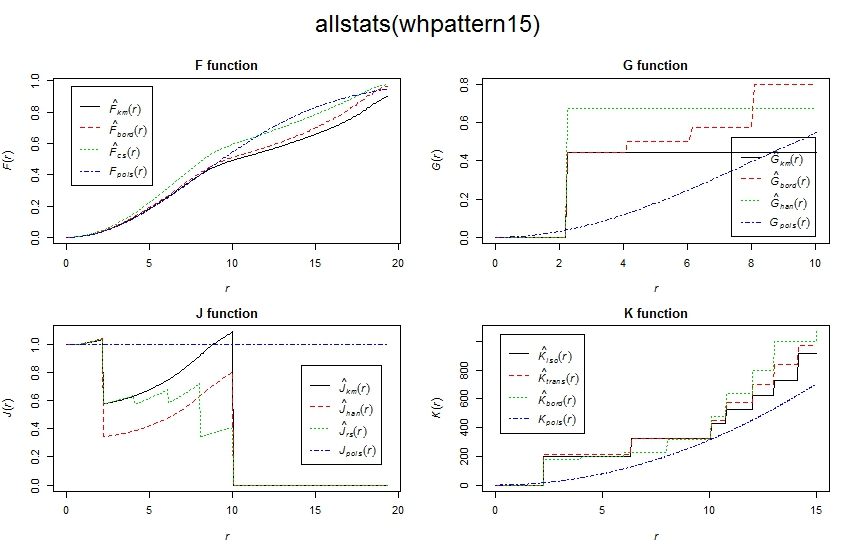 allstats(whpattern15)
F function
F(r)
1.0
0.8
0.6
0.4
0.2
0.0
F̂km(r)
F̂bord(r)
F̂cs(r)
Fpois(r)
0 5 10 15 20
r
G function
G(r)
0.8
0.6
0.4
0.2
0.0
Ĝkm(r)
Ĝbord(r)
Ĝhan(r)
Gpois(r)
0 2 4 6 8 10
r
J function
J(r)
1.0
0.8
0.6
0.4
0.2
0.0
Ĵkm(r)
Ĵhan(r)
Ĵrs(r)
Jpois(r)
0 5 10 15 20
r
K function
K(r)
800
600
400
200
0
K̂iso(r)
K̂trans(r)
K̂bord(r)
Kpois(r)
0 5 10 15
r